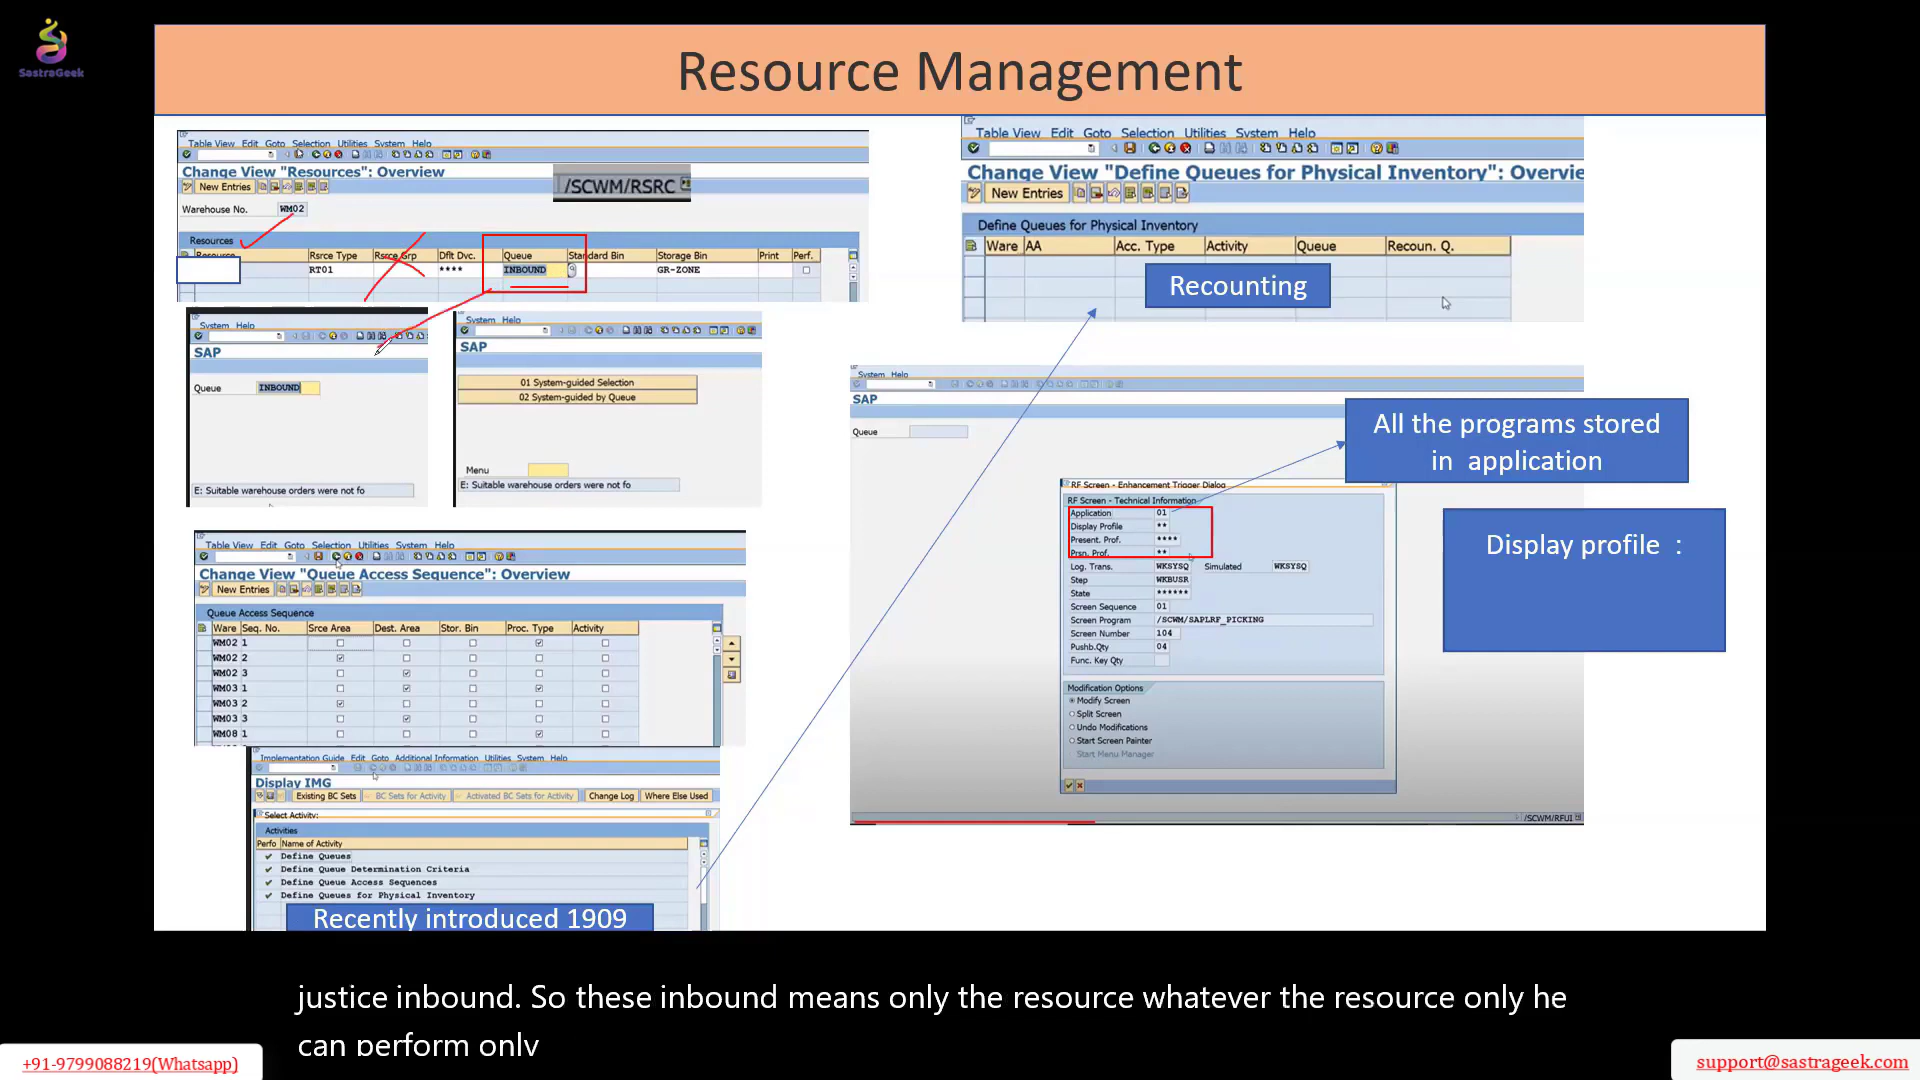 SastraGeek
Resource Management
Table View Edit Goto Selection Utilities System Help
Change View "Resources": Overview
/SCWM/RSRC
New Entries
Warehouse No. WM02
Resources
Resource Rsrce Type Rsrce Grp Dflt Dvc. Queue Standard Bin Storage Bin Print Perf.
RT01 **** INBOUND GR-ZONE
System Help
SAP
Queue INBOUND
E: Suitable warehouse orders were not fo
System Help
SAP
01 System-guided Selection
02 System-guided by Queue
Menu
E: Suitable warehouse orders were not fo
Table View Edit Goto Selection Utilities System Help
Change View "Queue Access Sequence": Overview
New Entries
Queue Access Sequence
Ware Seq. No. Srce Area Dest. Area Stor. Bin Proc. Type Activity
WM02 1
WM02 2
WM02 3
WM03 1
WM03 2
WM03 3
WM08 1
Implementation Guide Edit Goto Additional Information Utilities System Help
Display IMG
Existing BC Sets BC Sets for Activity Activated BC Sets for Activity Change Log Where Else Used
Select Activity:
Activities
Perfo Name of Activity
Define Queues
Define Queue Determination Criteria
Define Queue Access Sequences
Define Queues for Physical Inventory
Recently introduced 1909
Table View Edit Goto Selection Utilities System Help
Change View "Define Queues for Physical Inventory": Overvie
New Entries
Define Queues for Physical Inventory
Ware AA Acc. Type Activity Queue Recoun. Q.
Recounting
System Help
SAP
Queue
All the programs stored
in application
RF Screen - Enhancement Trigger Dialog
RF Screen - Technical Information
Application 01
Display Profile **
Present. Prof. ****
Prsn. Prof. **
Log. Trans. WKSYSQ Simulated WKSYSQ
Step WKBUSR
State ******
Screen Sequence 01
Screen Program /SCWM/SAPLRF_PICKING
Screen Number 104
Pushb.Qty 04
Func. Key Qty
Modification Options
Modify Screen
Split Screen
Undo Modifications
Start Screen Painter
Start Menu Manager
/SCWM/RFUI
Display profile :
justice inbound. So these inbound means only the resource whatever the resource only he
can perform only
+91-9799088219(Whatsapp)
support@sastrageek.com